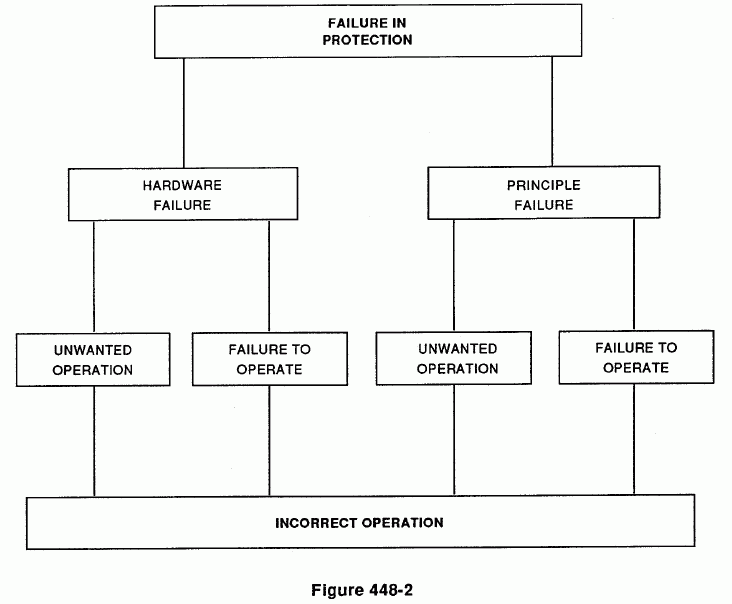 FAILURE IN
PROTECTION
HARDWARE
FAILURE
PRINCIPLE
FAILURE
UNWANTED
OPERATION
FAILURE TO
OPERATE
UNWANTED
OPERATION
FAILURE TO
OPERATE
INCORRECT OPERATION
Figure 448-2